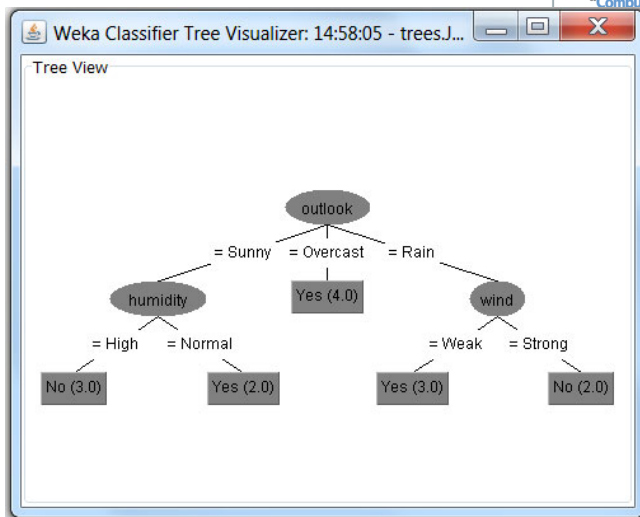 "Compu
Weka Classifier Tree Visualizer: 14:58:05 - trees.J...
Tree View
outlook
= Sunny = Overcast = Rain
humidity Yes (4.0) wind
= High = Normal = Weak = Strong
No (3.0) Yes (2.0) Yes (3.0) No (2.0)